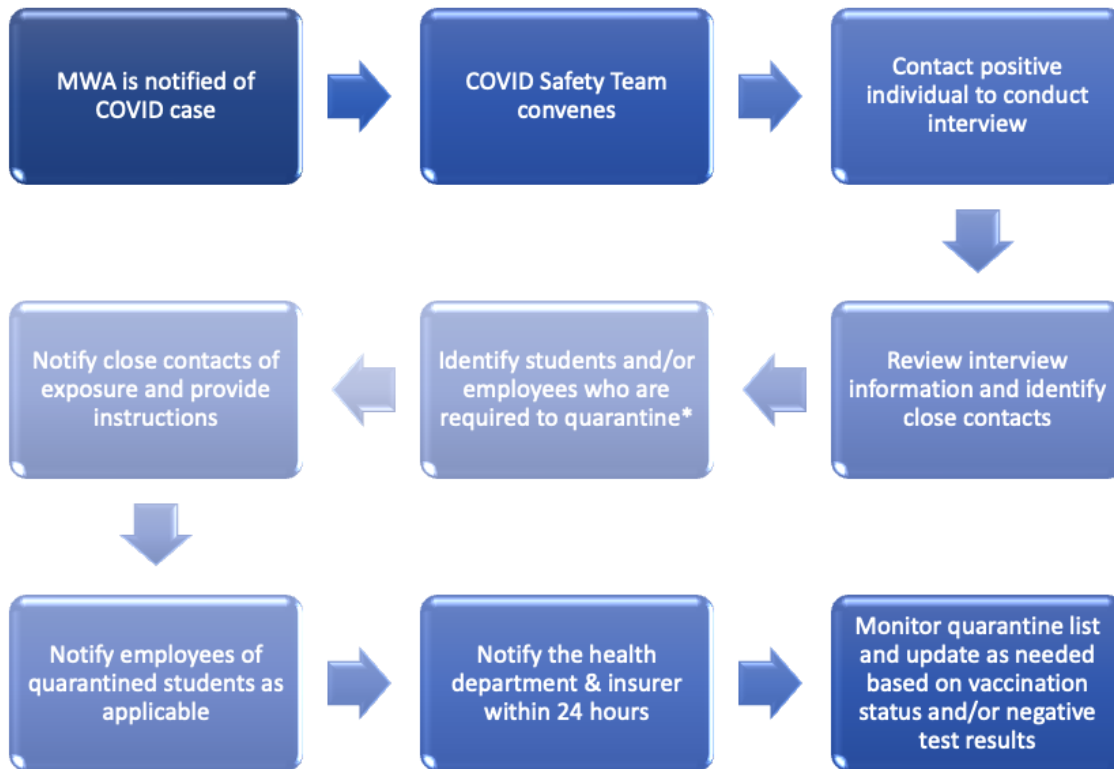 MWA is notified of
COVID case
COVID Safety Team
convenes
Contact positive
individual to conduct
interview
Review interview
information and identify
close contacts
Identify students and/or
employees who are
required to quarantine*
Notify close contacts of
exposure and provide
instructions
Notify employees of
quarantined students as
applicable
Notify the health
department & insurer
within 24 hours
Monitor quarantine list
and update as needed
based on vaccination
status and/or negative
test results